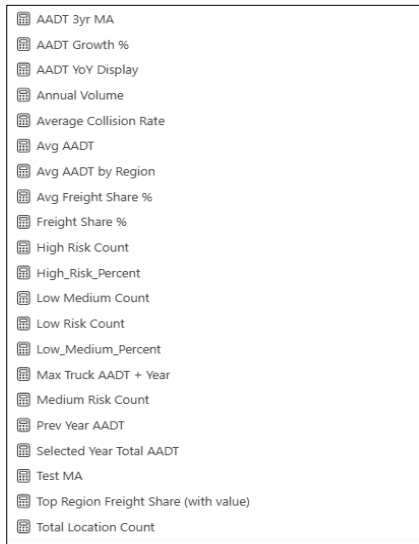 AADT 3yr MA
AADT Growth %
AADT YoY Display
Annual Volume
Average Collision Rate
Avg AADT
Avg AADT by Region
Avg Freight Share %
Freight Share %
High Risk Count
High_Risk_Percent
Low Medium Count
Low Risk Count
Low_Medium_Percent
Max Truck AADT + Year
Medium Risk Count
Prev Year AADT
Selected Year Total AADT
Test MA
Top Region Freight Share (with value)
Total Location Count